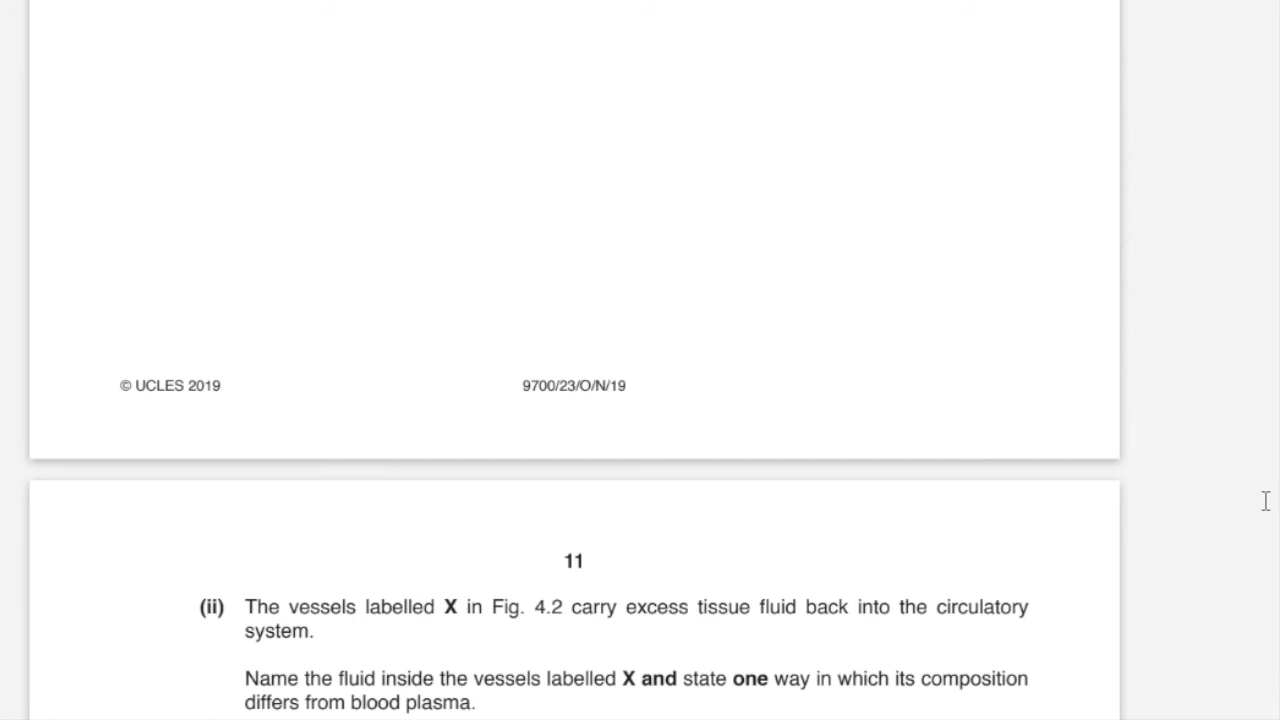 © UCLES 2019 9700/23/O/N/19
11
(ii) The vessels labelled X in Fig. 4.2 carry excess tissue fluid back into the circulatory
system.
Name the fluid inside the vessels labelled X and state one way in which its composition
differs from blood plasma.